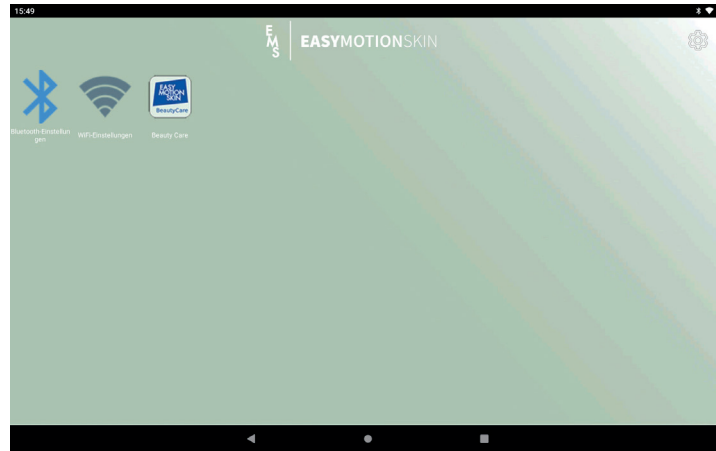 15:49
E
M
S
EASYMOTIONSKIN
EASY
MOTION
SKIN
BeautyCare
Bluetooth-Einstellun
gen
WiFi-Einstellungen
Beauty Care